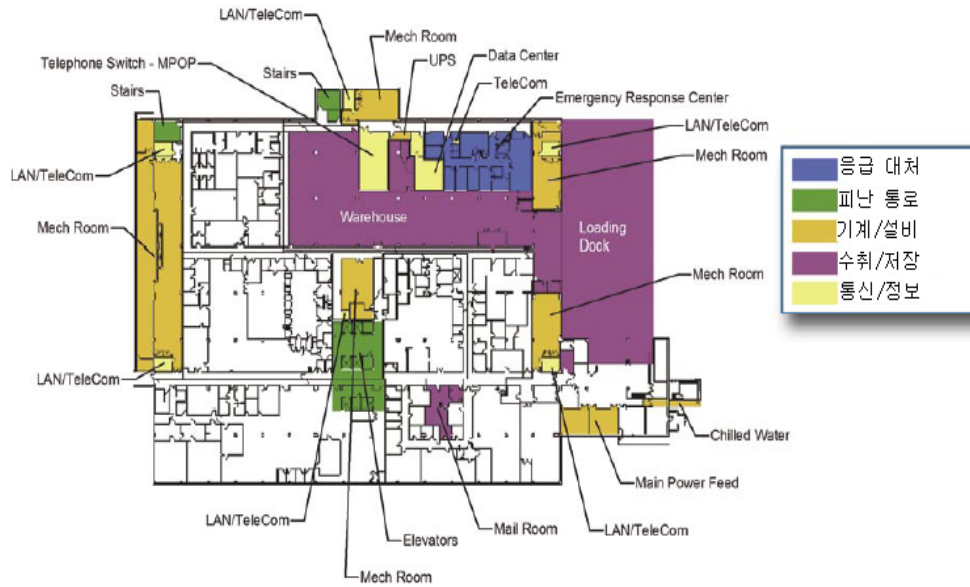 LAN/TeleCom
Mech Room
UPS
Data Center
Telephone Switch - MPOP
Stairs
TeleCom
Stairs
Emergency Response Center
LAN/TeleCom
Mech Room
LAN/TeleCom
Warehouse
Loading
Dock
Mech Room
Mech Room
LAN/TeleCom
Chilled Water
Main Power Feed
LAN/TeleCom
Elevators
Mail Room
LAN/TeleCom
Mech Room
응급 대처
피난 통로
기계/설비
수취/저장
통신/정보